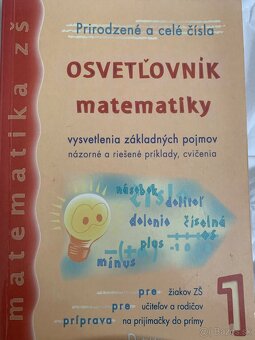 matematika zš
Prirodzené a celé čísla
OSVETĽOVNÍK
matematiky
vysvetlenia základných pojmov
názorné a riešené príklady, cvičenia
násobok
deliteľ
delenie
číselná
plus
mínus
1
pre žiakov ZŠ
pre učiteľov a rodičov
príprava na prijímačky do prímy